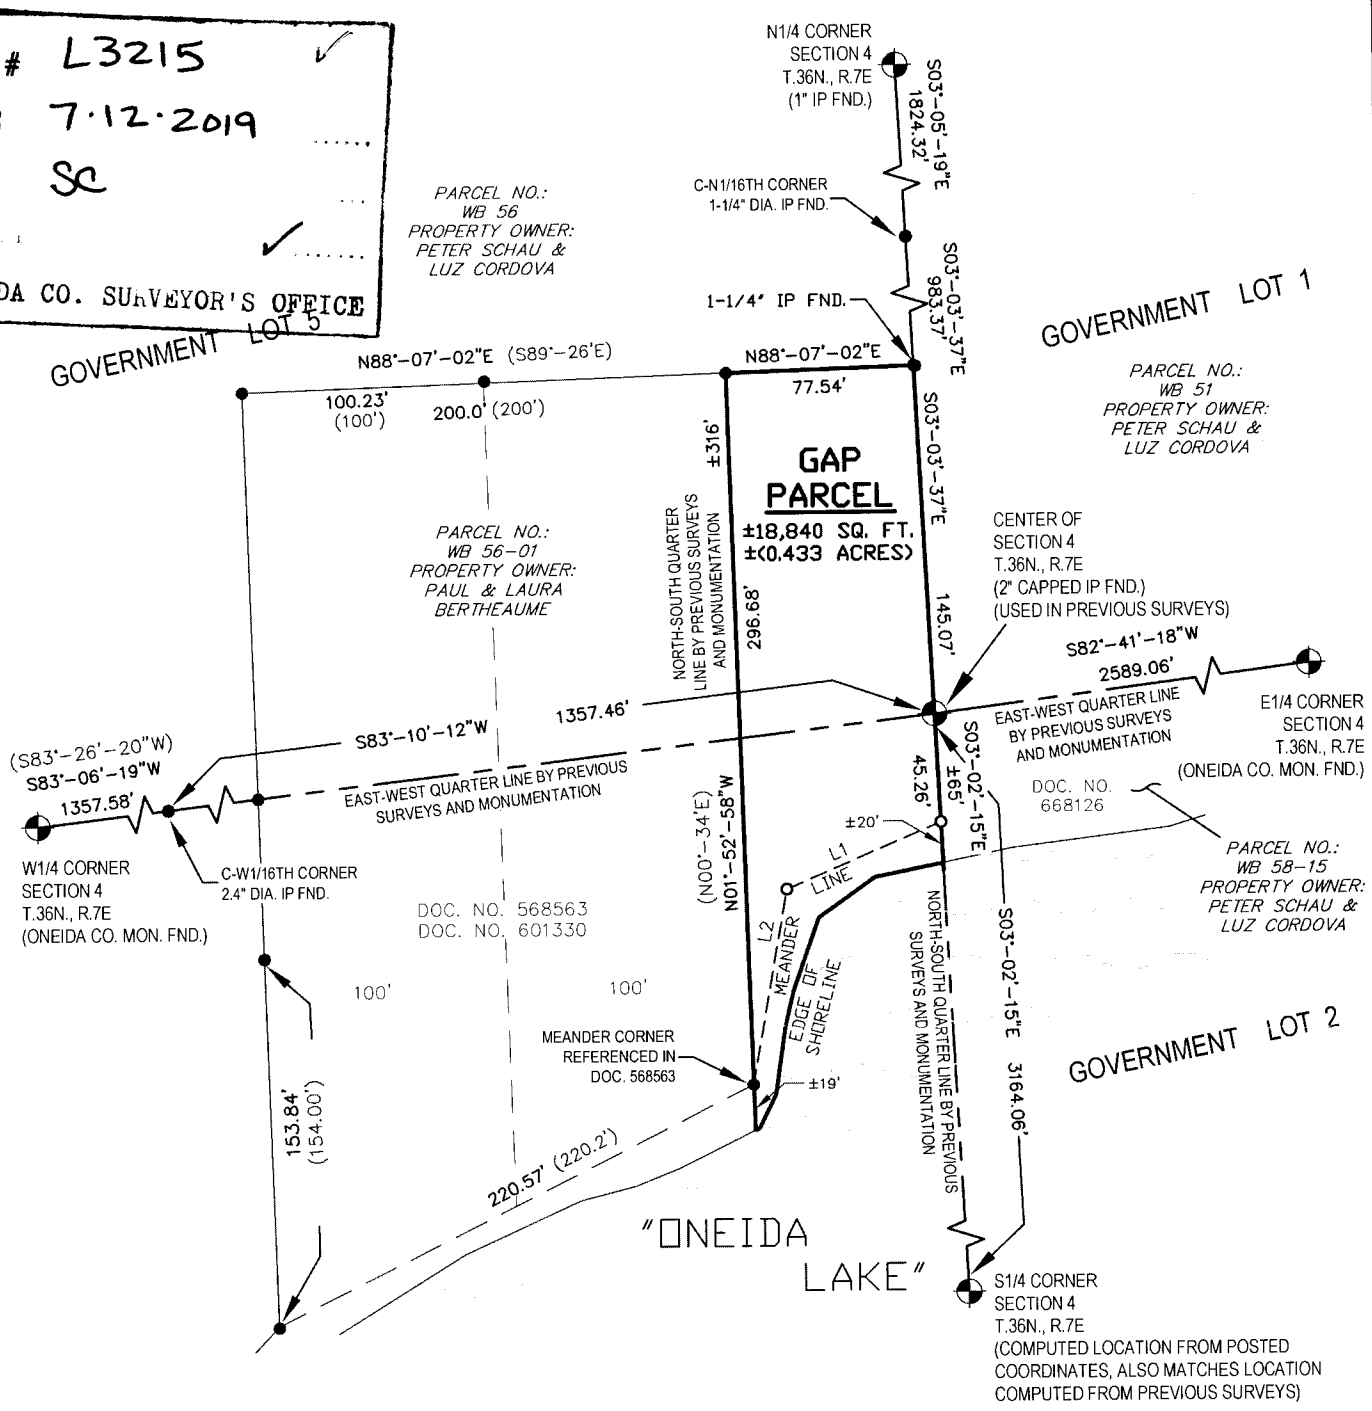 # L3215
7·12·2019
SC
CO. SURVEYOR'S OFFICE
N1/4 CORNER
SECTION 4
T.36N., R.7E
(1" IP FND.)
S03°-05'-19"E
1824.32'
C-N1/16TH CORNER
1-1/4" DIA. IP FND.
PARCEL NO.:
WB 56
PROPERTY OWNER:
PETER SCHAU &
LUZ CORDOVA
S03°-03'-37"E
983.37'
1-1/4" IP FND.
GOVERNMENT LOT 5
GOVERNMENT LOT 1
N88°-07'-02"E (S89°-26'E)
100.23'
(100')
200.0' (200')
N88°-07'-02"E
77.54'
PARCEL NO.:
WB 51
PROPERTY OWNER:
PETER SCHAU &
LUZ CORDOVA
±316'
S03°-03'-37"E
GAP
PARCEL
±18,840 SQ. FT.
±(0.433 ACRES)
NORTH-SOUTH QUARTER
LINE BY PREVIOUS SURVEYS
AND MONUMENTATION
296.68'
145.07'
PARCEL NO.:
WB 56-01
PROPERTY OWNER:
PAUL & LAURA
BERTHEAUME
CENTER OF
SECTION 4
T.36N., R.7E
(2" CAPPED IP FND.)
(USED IN PREVIOUS SURVEYS)
S82°-41'-18"W
2589.06'
EAST-WEST QUARTER LINE
BY PREVIOUS SURVEYS
AND MONUMENTATION
E1/4 CORNER
SECTION 4
T.36N., R.7E
(ONEIDA CO. MON. FND.)
S83°-10'-12"W
1357.46'
(S83°-26'-20"W)
S83°-06'-19"W
1357.58'
EAST-WEST QUARTER LINE BY PREVIOUS
SURVEYS AND MONUMENTATION
W1/4 CORNER
SECTION 4
T.36N., R.7E
(ONEIDA CO. MON. FND.)
C-W1/16TH CORNER
2.4" DIA. IP FND.
(N00°-34'E)
N01°-52'-58"W
45.26'
±65'
S03°-02'-15"E
±20'
DOC. NO.
668126
PARCEL NO.:
WB 58-15
PROPERTY OWNER:
PETER SCHAU &
LUZ CORDOVA
L1
LINE
L2
MEANDER
EDGE OF
SHORELINE
DOC. NO. 568563
DOC. NO. 601330
100'
100'
NORTH-SOUTH QUARTER LINE BY PREVIOUS
SURVEYS AND MONUMENTATION
S03°-02'-15"E 3164.06'
MEANDER CORNER
REFERENCED IN
DOC. 568563
±19'
GOVERNMENT LOT 2
153.84'
(154.00')
220.57' (220.2')
"ONEIDA
LAKE"
S1/4 CORNER
SECTION 4
T.36N., R.7E
(COMPUTED LOCATION FROM POSTED
COORDINATES, ALSO MATCHES LOCATION
COMPUTED FROM PREVIOUS SURVEYS)